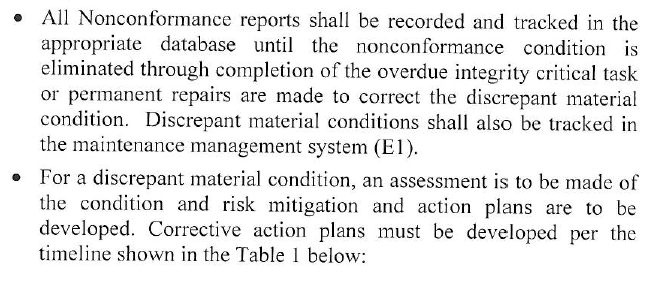 • All Nonconformance reports shall be recorded and tracked in the
appropriate database until the nonconformance condition is
eliminated through completion of the overdue integrity critical task
or permanent repairs are made to correct the discrepant material
condition. Discrepant material conditions shall also be tracked in
the maintenance management system (E1).
• For a discrepant material condition, an assessment is to be made of
the condition and risk mitigation and action plans are to be
developed. Corrective action plans must be developed per the
timeline shown in the Table 1 below: